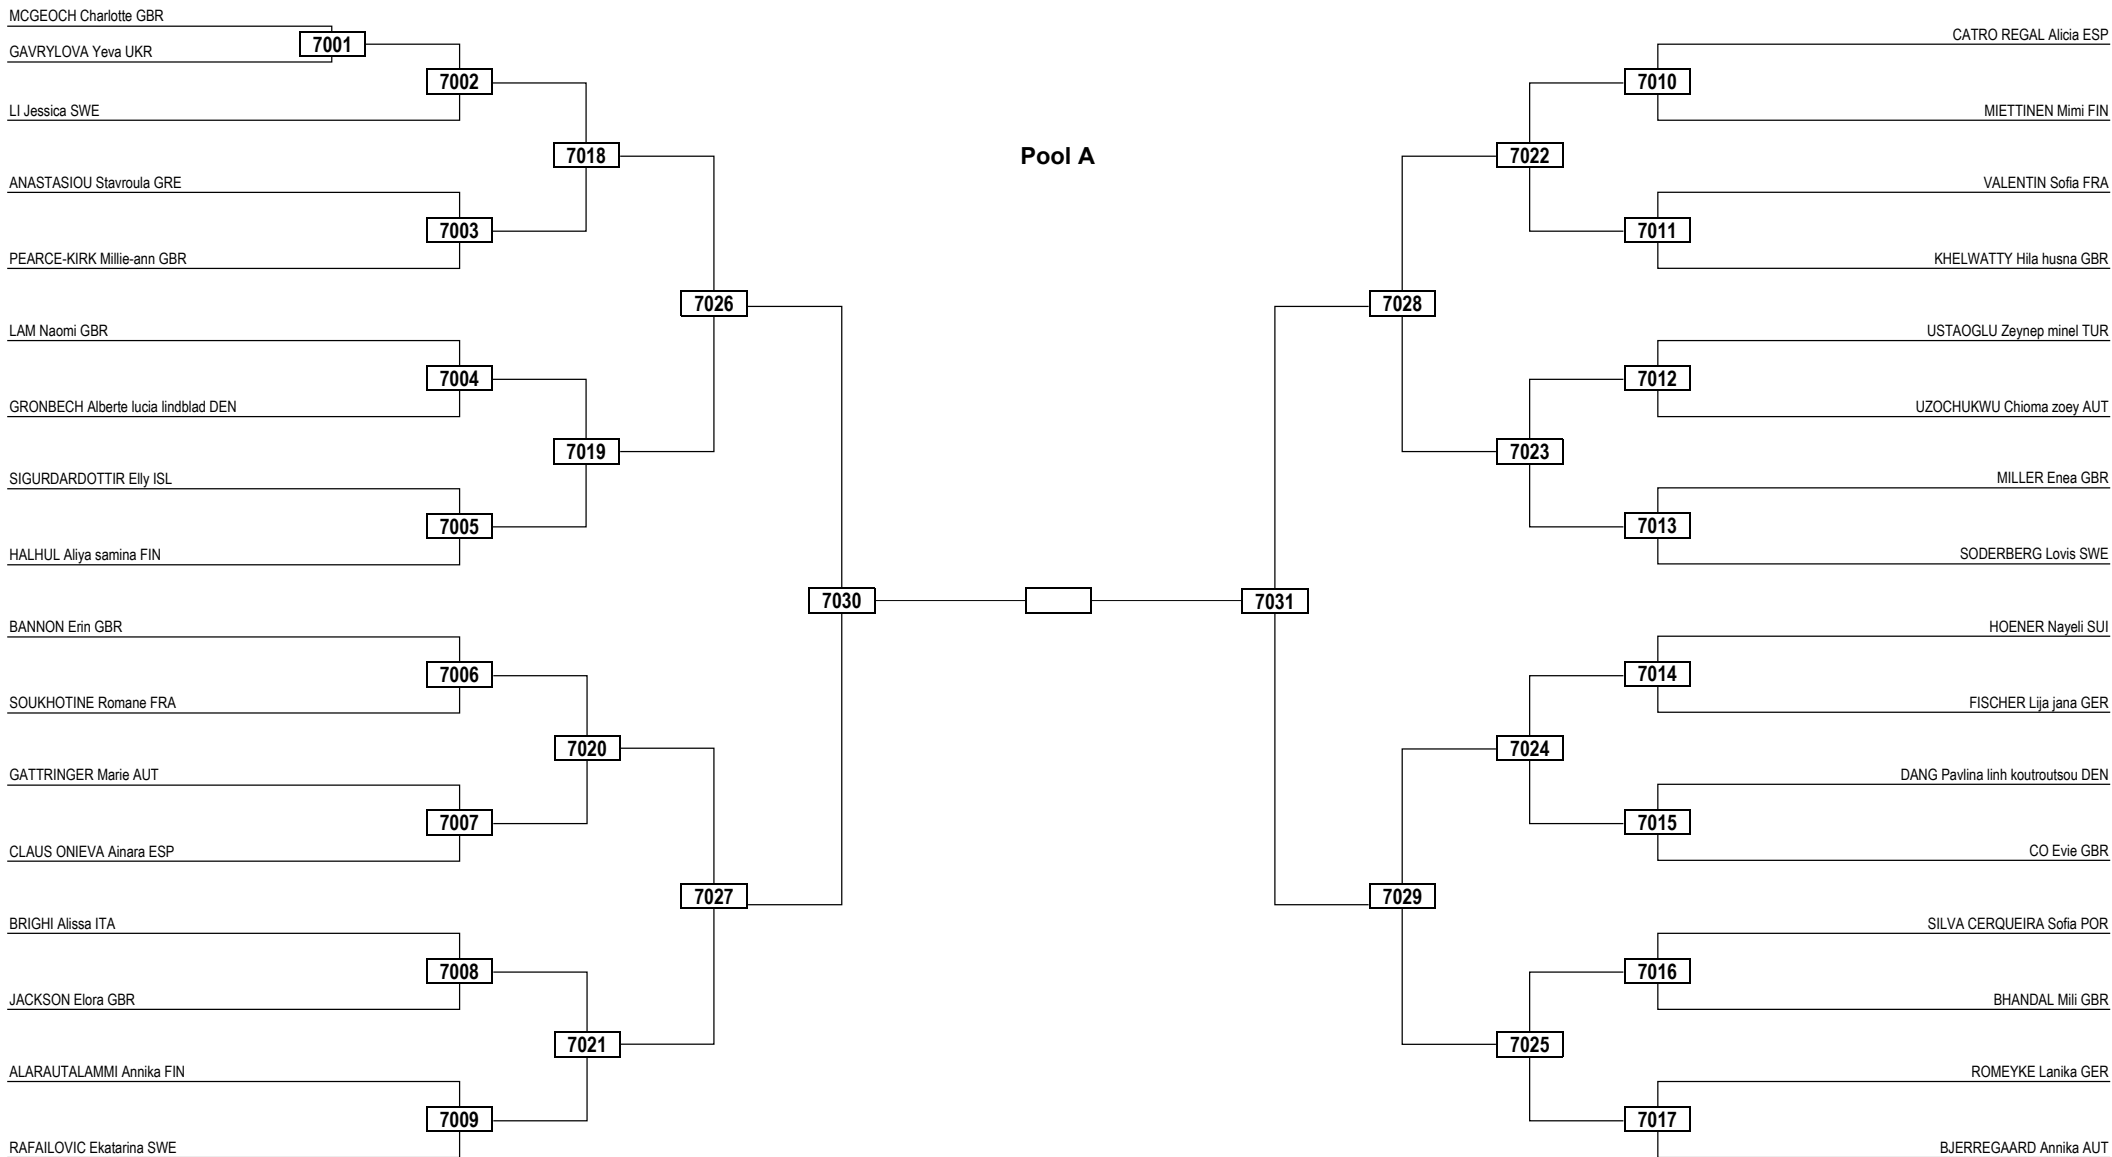 MCGEOCH Charlotte GBR
7001
GAVRYLOVA Yeva UKR
7002
LI Jessica SWE
7018
ANASTASIOU Stavroula GRE
7003
PEARCE-KIRK Millie-ann GBR
7026
LAM Naomi GBR
7004
GRONBECH Alberte lucia lindblad DEN
7019
SIGURDARDOTTIR Elly ISL
7005
HALHUL Aliya samina FIN
7030
BANNON Erin GBR
7006
SOUKHOTINE Romane FRA
7020
GATTRINGER Marie AUT
7007
CLAUS ONIEVA Ainara ESP
7027
BRIGHI Alissa ITA
7008
JACKSON Elora GBR
7021
ALARAUTALAMMI Annika FIN
7009
RAFAILOVIC Ekatarina SWE
Pool A
CATRO REGAL Alicia ESP
7010
MIETTINEN Mimi FIN
7022
VALENTIN Sofia FRA
7011
KHELWATTY Hila husna GBR
7028
USTAOGLU Zeynep minel TUR
7012
UZOCHUKWU Chioma zoey AUT
7023
MILLER Enea GBR
7013
SODERBERG Lovis SWE
7031
HOENER Nayeli SUI
7014
FISCHER Lija jana GER
7024
DANG Pavlina linh koutroutsou DEN
7015
CO Evie GBR
7029
SILVA CERQUEIRA Sofia POR
7016
BHANDAL Mili GBR
7025
ROMEYKE Lanika GER
7017
BJERREGAARD Annika AUT